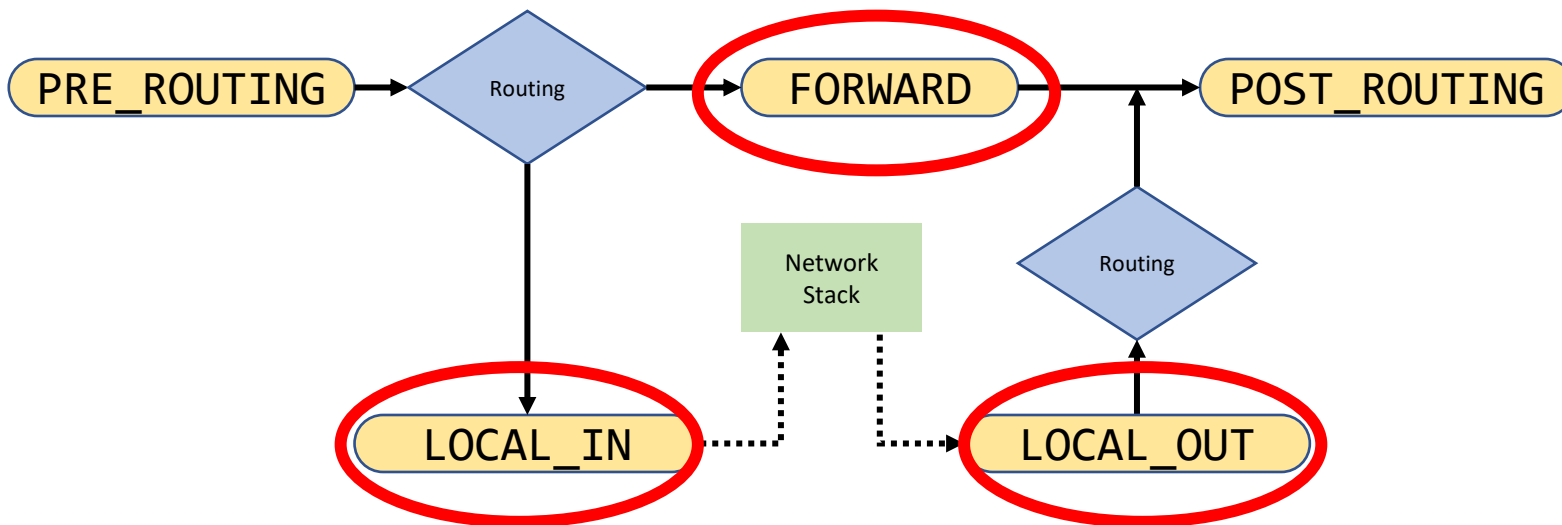 PRE_ROUTING
Routing
FORWARD
POST_ROUTING
Network
Stack
Routing
LOCAL_IN
LOCAL_OUT